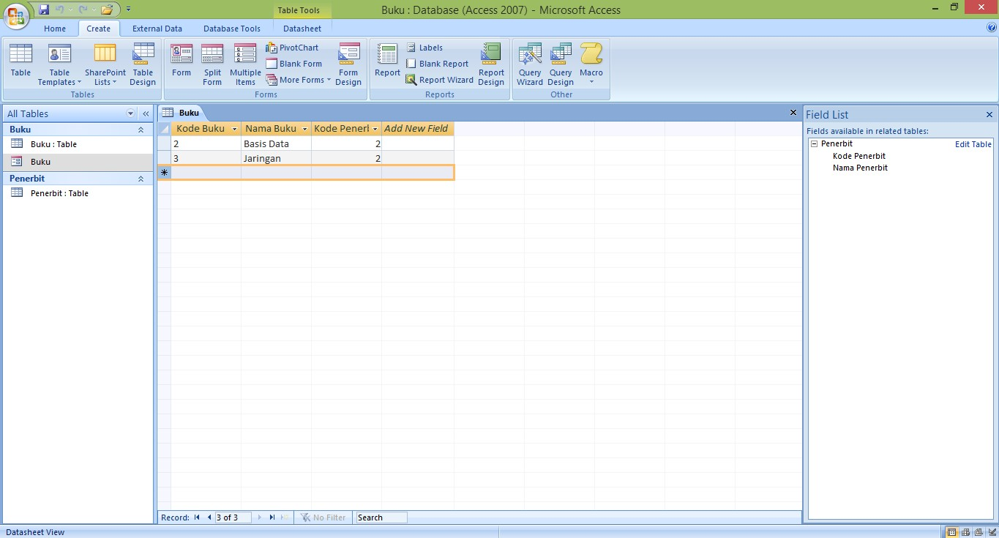 Table Tools
Buku : Database (Access 2007) - Microsoft Access
Home Create External Data Database Tools Datasheet
Table
Table Templates
SharePoint Lists
Table Design
Tables
Form
Split Form
Multiple Items
PivotChart
Blank Form
More Forms
Form Design
Forms
Report
Labels
Blank Report
Report Wizard
Report Design
Reports
Query Wizard
Query Design
Macro
Other
All Tables
Buku
Buku : Table
Buku
Penerbit
Penerbit : Table
Buku
Kode Buku Nama Buku Kode Penerl Add New Field
2 Basis Data 2
3 Jaringan 2
Record: 3 of 3 No Filter Search
Field List
Fields available in related tables:
Penerbit Edit Table
Kode Penerbit
Nama Penerbit
Datasheet View